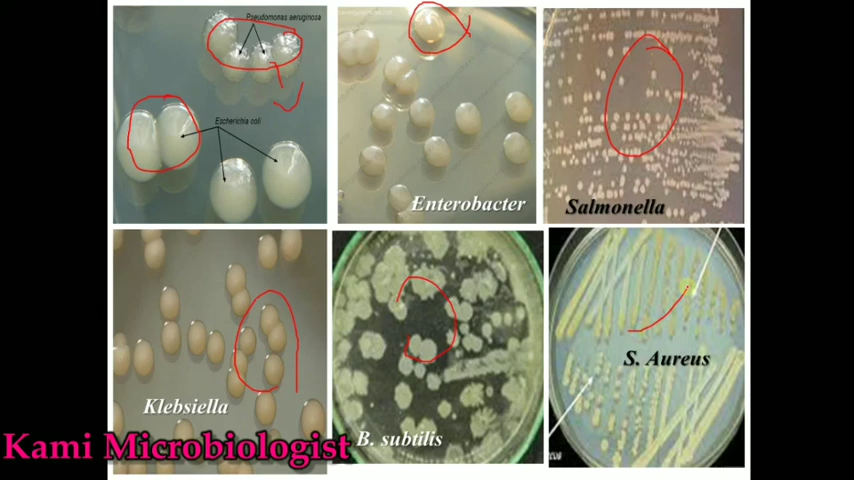 Pseudomonas aeruginosa
Escherichia coli
Enterobacter
Salmonella
Klebsiella
B. subtilis
S. Aureus
Kami Microbiologist